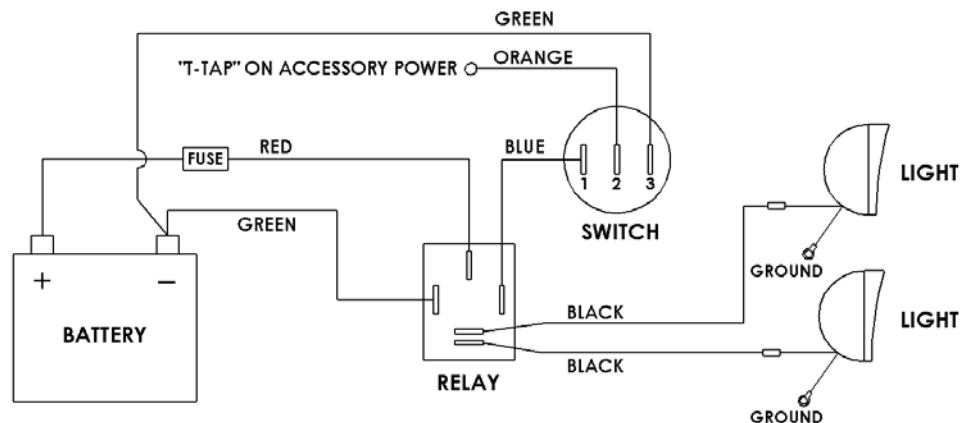 GREEN
"T-TAP" ON ACCESSORY POWER
ORANGE
FUSE
RED
BLUE
1 2 3
LIGHT
GREEN
SWITCH
GROUND
+ −
BATTERY
BLACK
LIGHT
BLACK
RELAY
GROUND